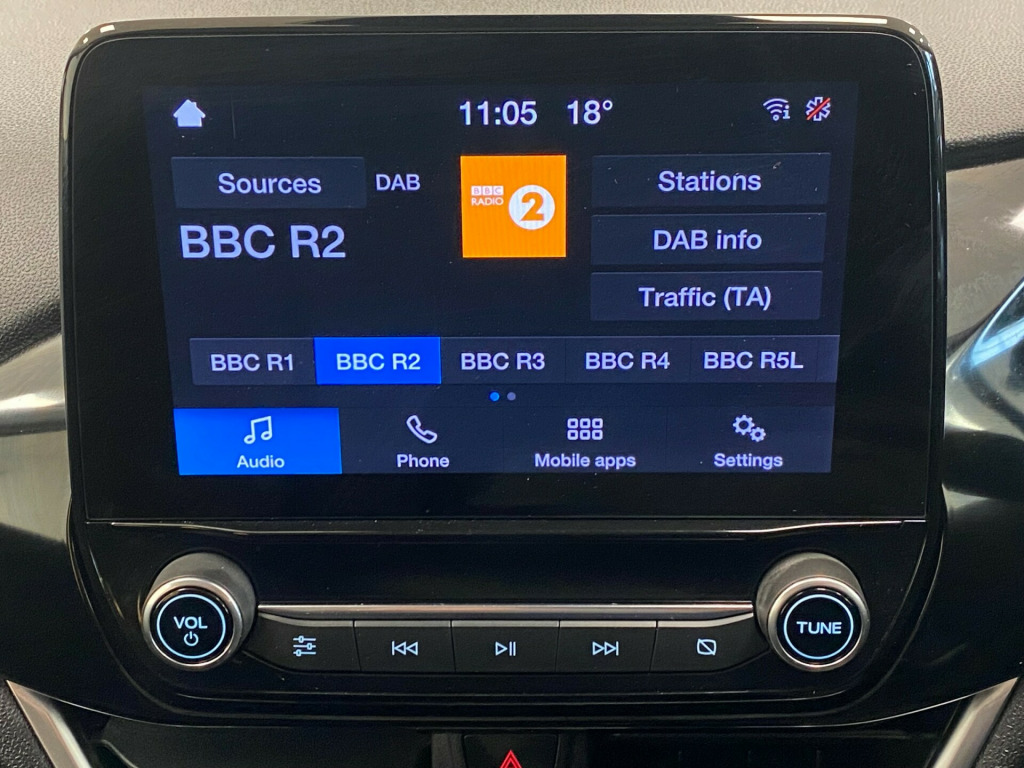 11:05 18°
Sources DAB
BBC R2
BBC
RADIO 2
Stations
DAB info
Traffic (TA)
BBC R1 BBC R2 BBC R3 BBC R4 BBC R5L
Audio Phone Mobile apps Settings
VOL
TUNE